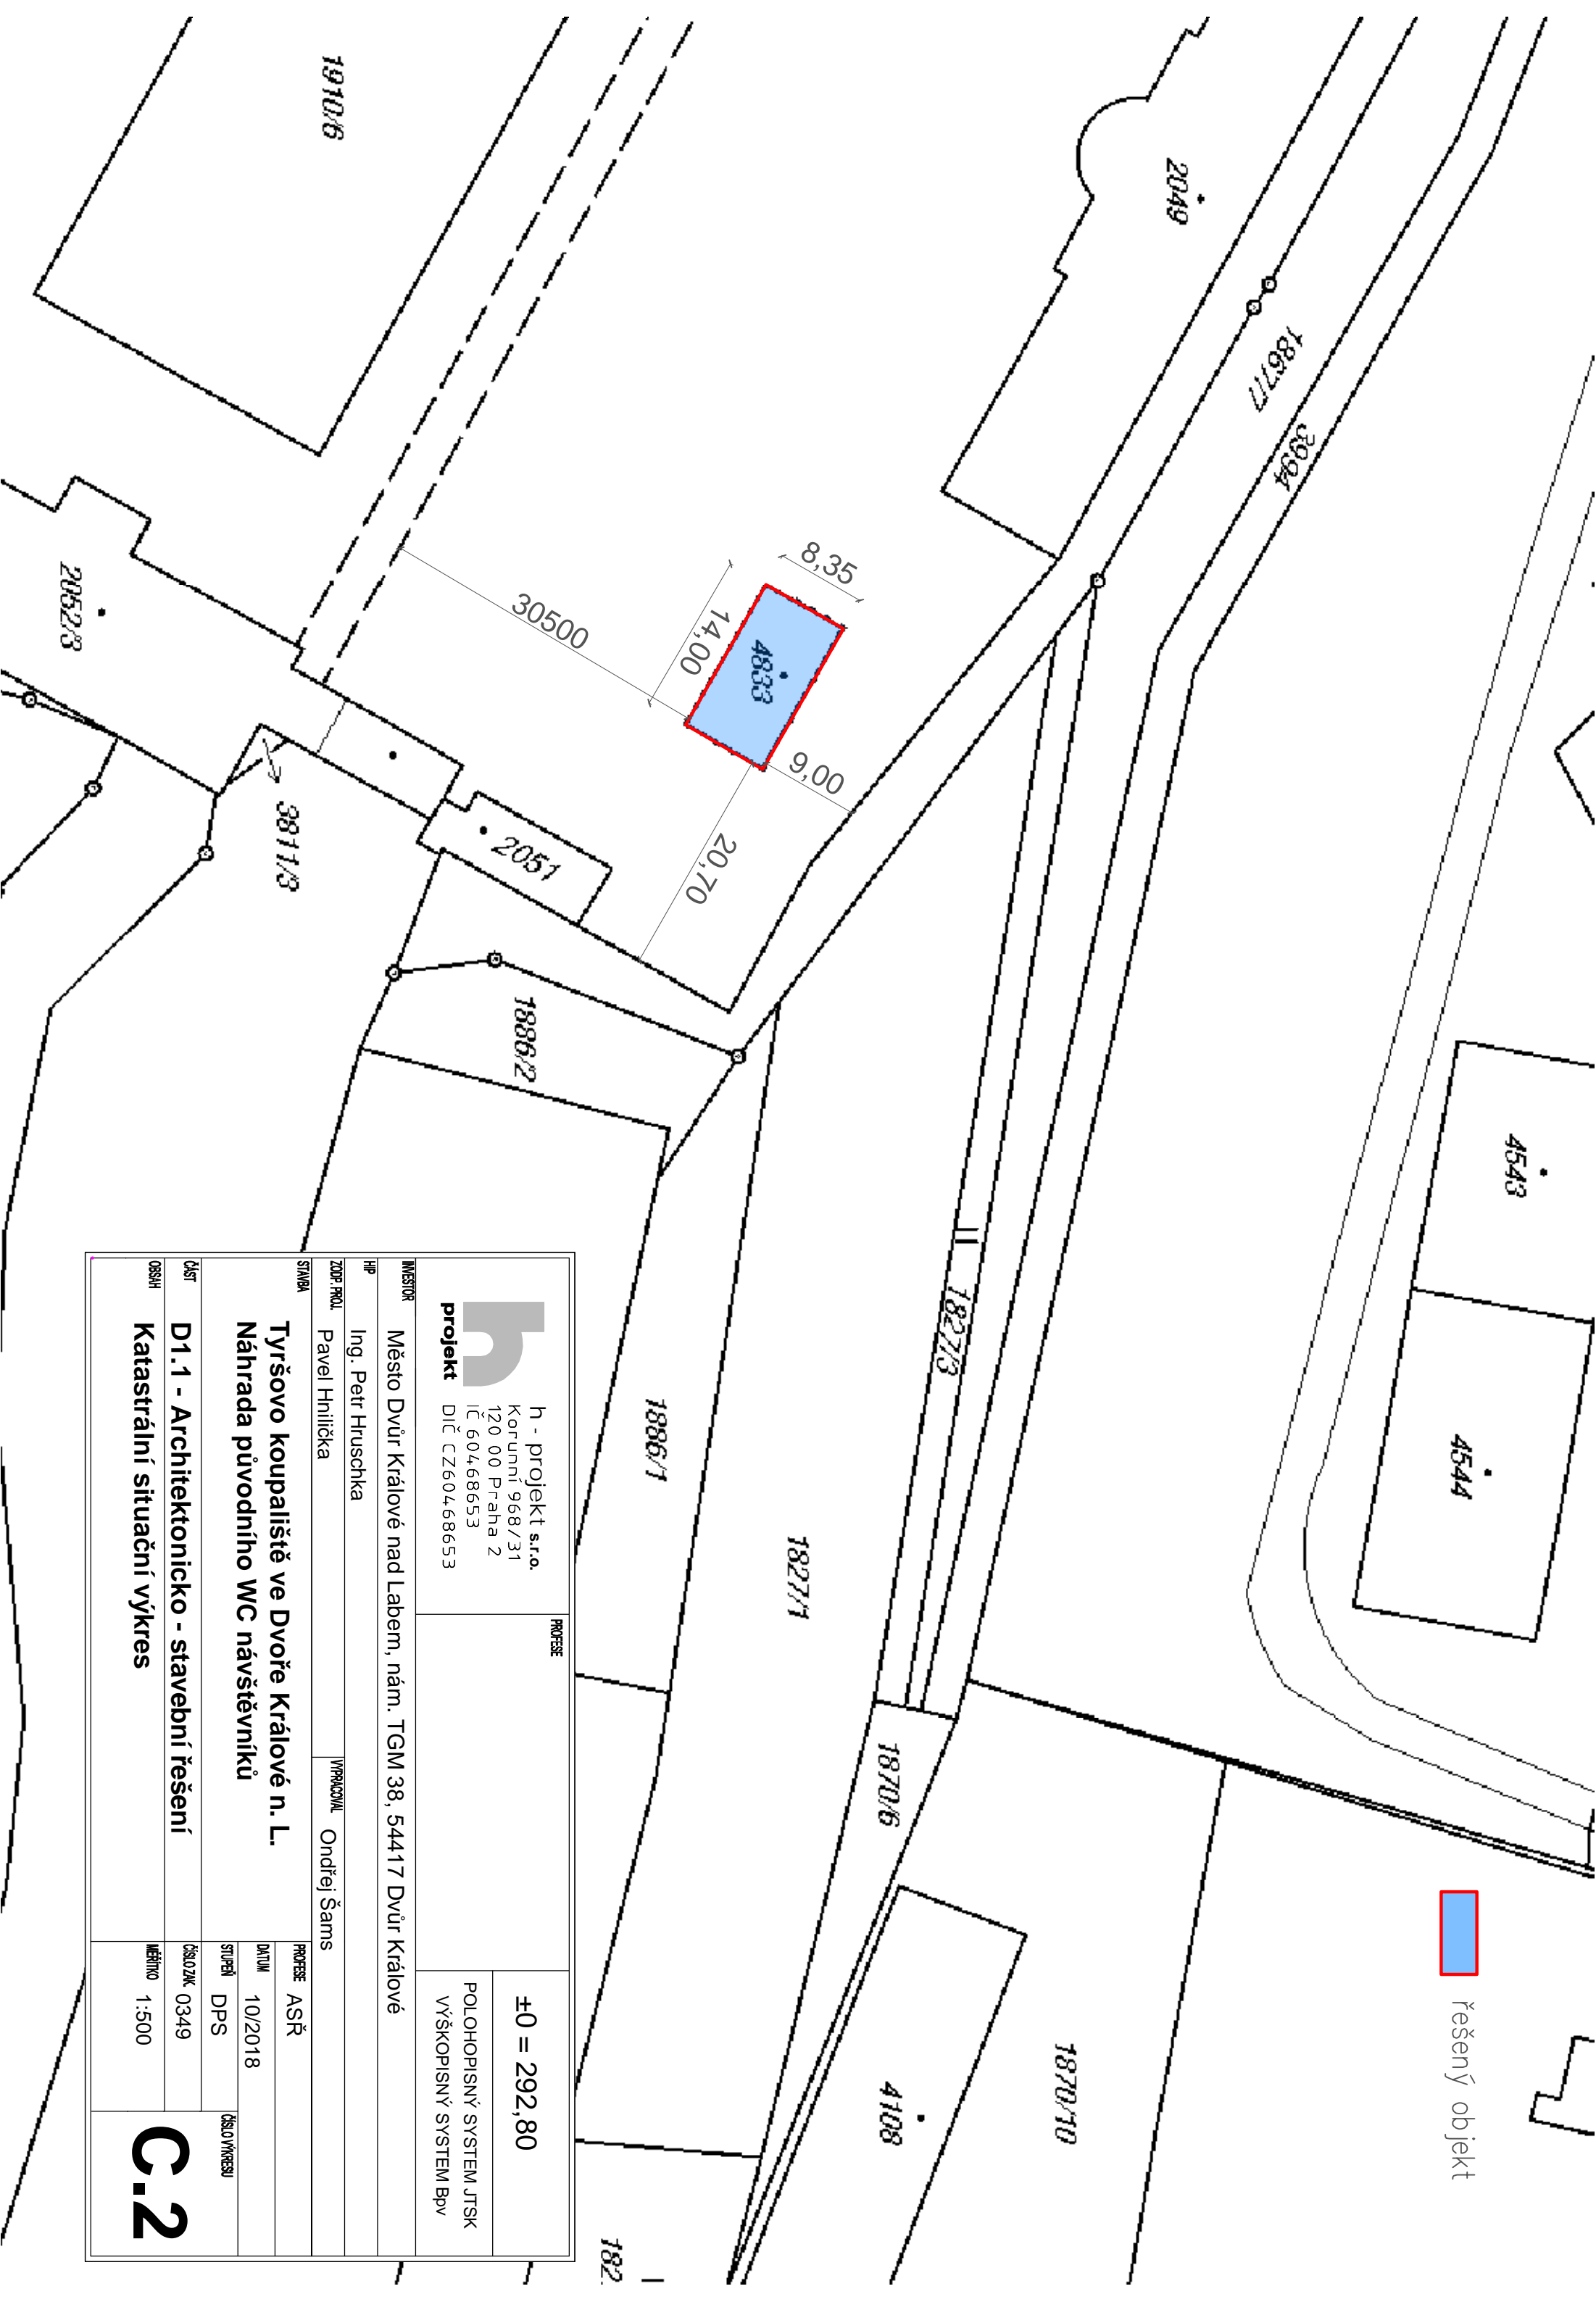 řešený objekt
4543
4544
2049
1867/7
3994
1910/6
2052/3
3811/3
2051
4833
8,35
14,00
30500
9,00
20,70
1886/2
1886/1
1827/3
1827/1
1870/6
1870/10
4108
182
h projekt
h - projekt s.r.o.
Korunní 968/31
120 00 Praha 2
IČ 60468653
DIČ CZ60468653
PROFESE
±0 = 292,80
POLOHOPISNÝ SYSTEM JTSK
VÝŠKOPISNÝ SYSTEM Bpv
INVESTOR Město Dvůr Králové nad Labem, nám. TGM 38, 54417 Dvůr Králové
HIP Ing. Petr Hruschka
ZODP. PROJ. Pavel Hnilička
VYPRACOVAL Ondřej Šams
STAVBA Tyršovo koupaliště ve Dvoře Králové n. L.
Náhrada původního WC návštěvníků
ČÁST D1.1 - Architektonicko - stavební řešení
OBSAH Katastrální situační výkres
PROFESE ASŘ
DATUM 10/2018
STUPEŇ DPS
ČÍSLO ZAK. 0349
MĚŘÍTKO 1:500
ČÍSLO VÝKRESU
C.2